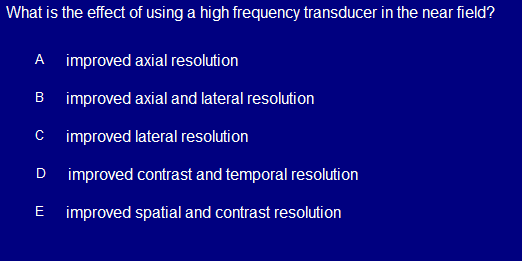 What is the effect of using a high frequency transducer in the near field?
A improved axial resolution
B improved axial and lateral resolution
C improved lateral resolution
D improved contrast and temporal resolution
E improved spatial and contrast resolution